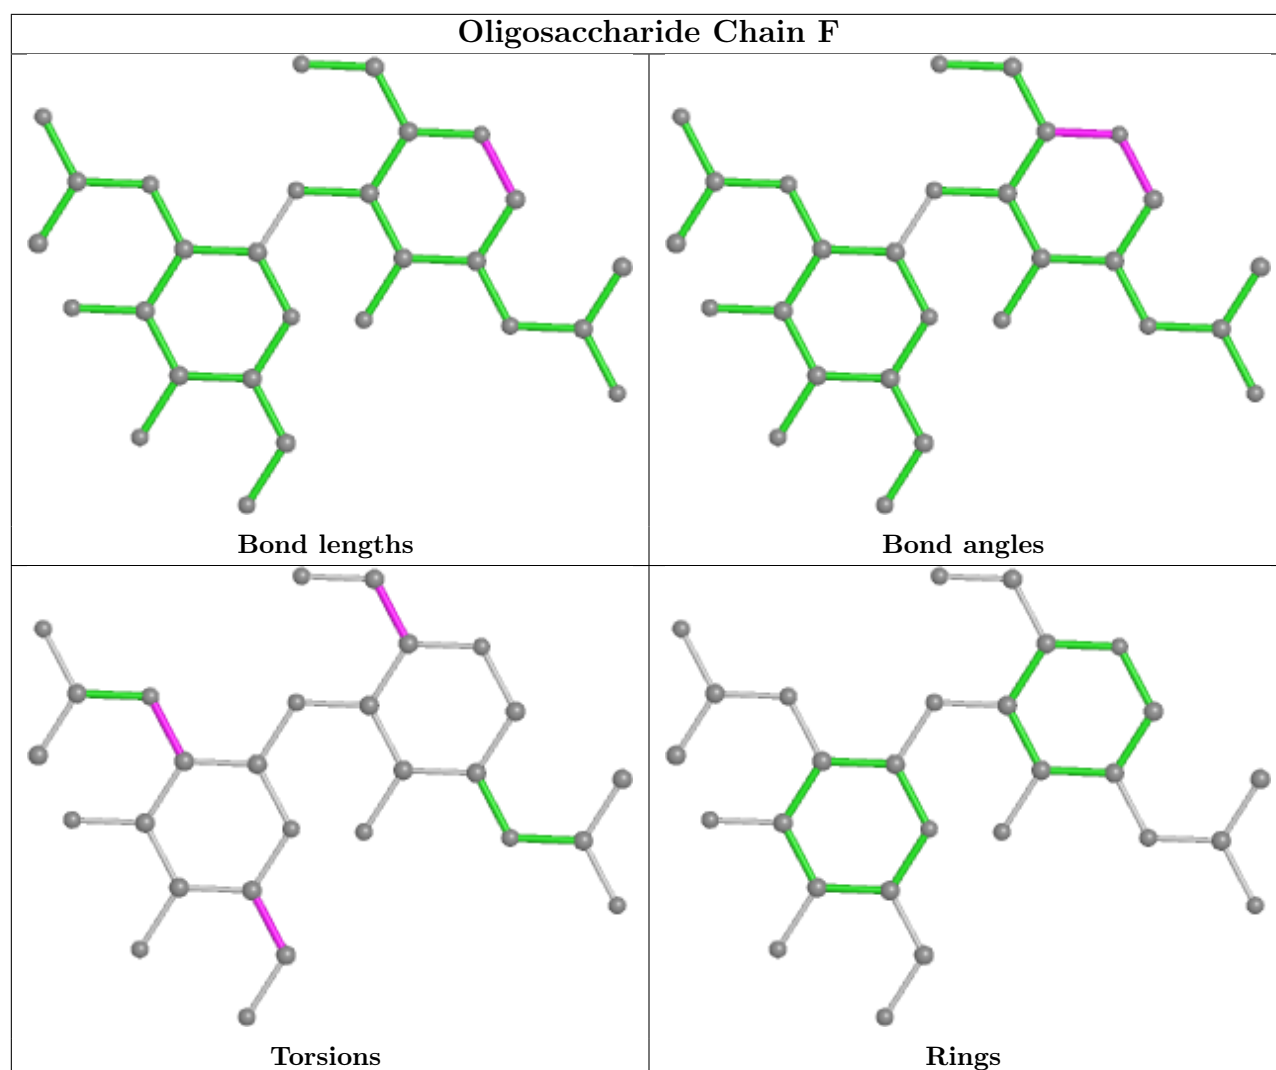 Oligosaccharide Chain F
Bond lengths
Bond angles
Torsions
Rings